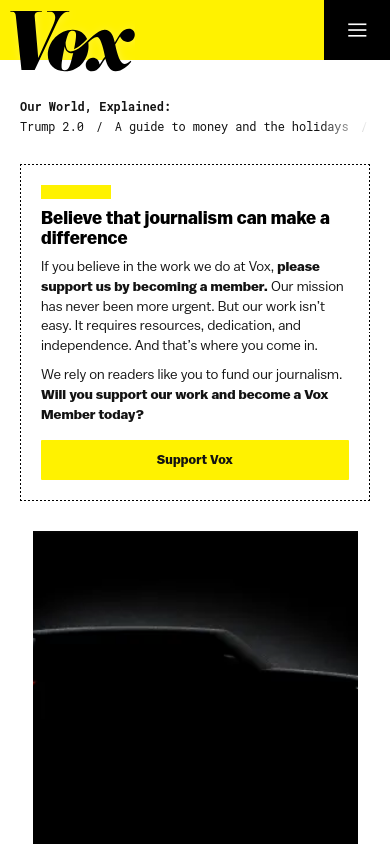 Vox
Our World, Explained:
Trump 2.0 / A guide to money and the holidays /
Believe that journalism can make a
difference
If you believe in the work we do at Vox, please
support us by becoming a member. Our mission
has never been more urgent. But our work isn't
easy. It requires resources, dedication, and
independence. And that's where you come in.
We rely on readers like you to fund our journalism.
Will you support our work and become a Vox
Member today?
Support Vox